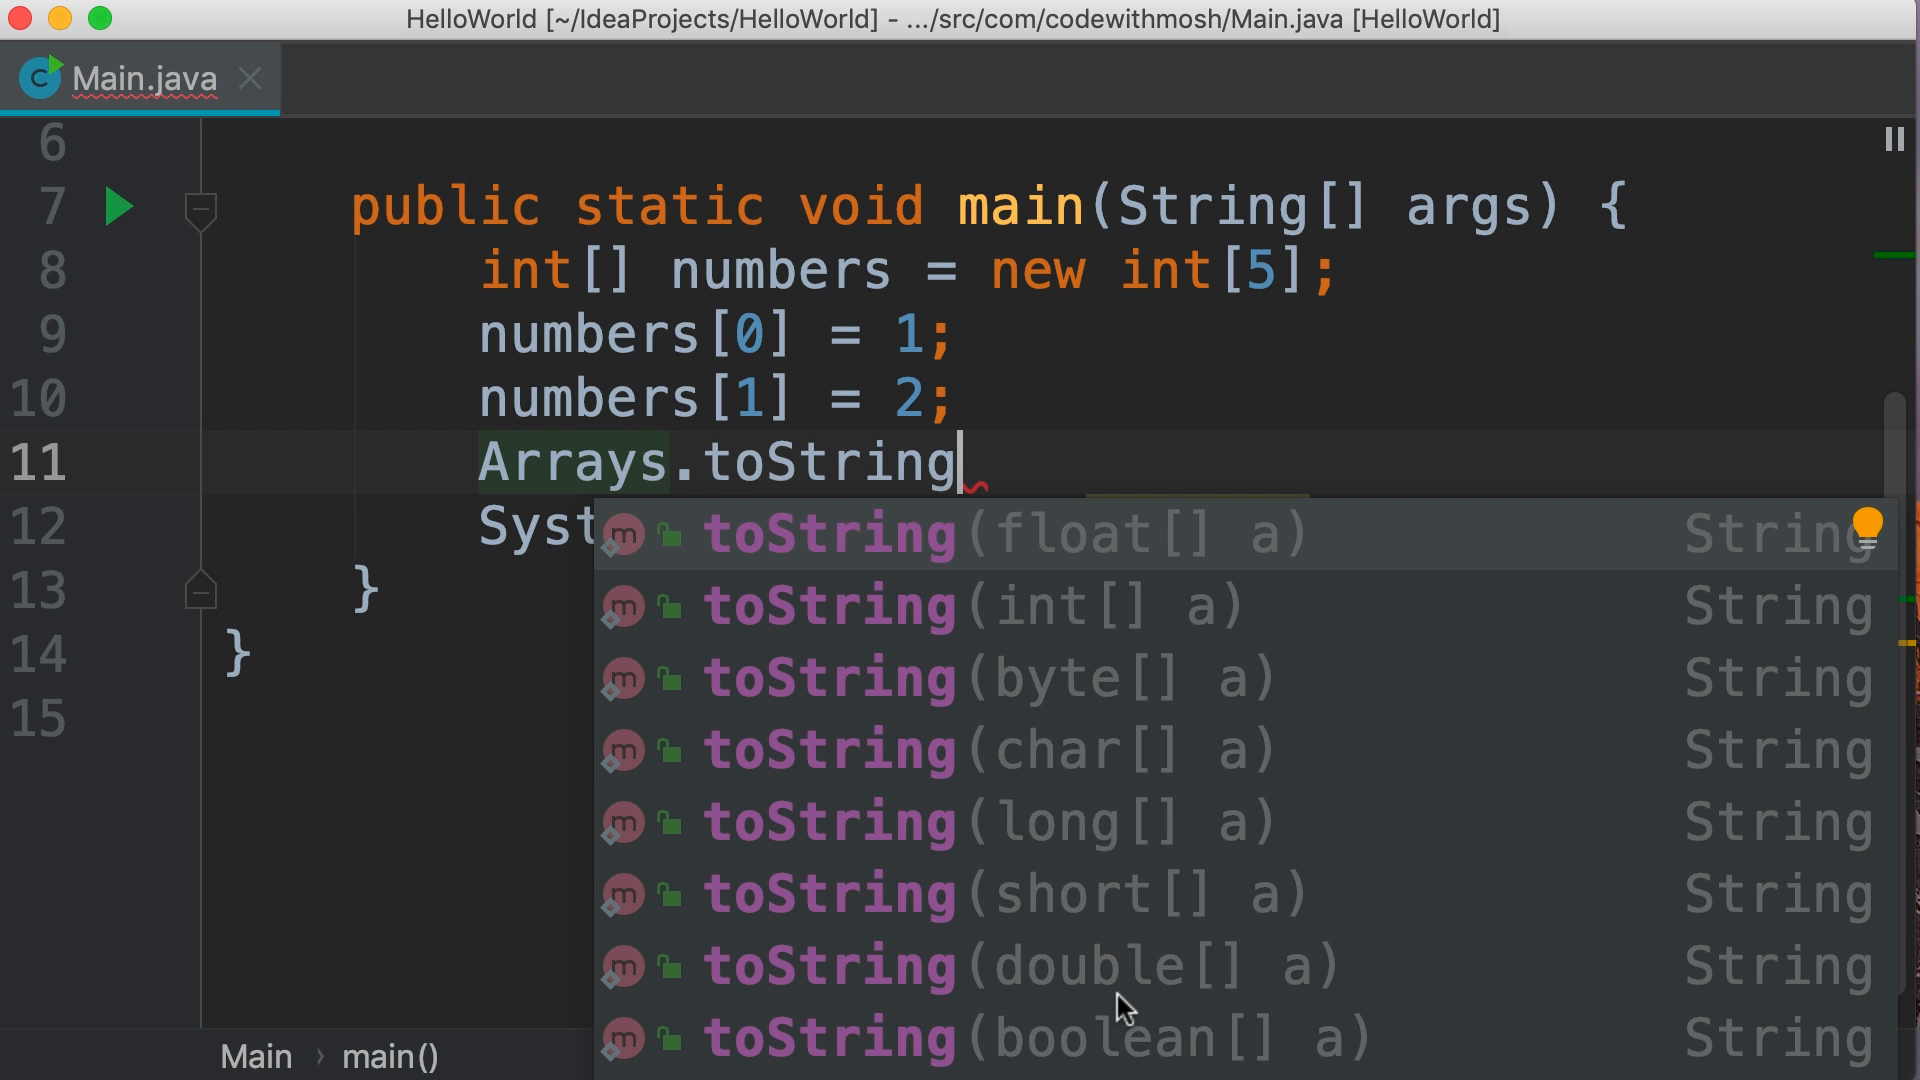 HelloWorld [~/IdeaProjects/HelloWorld] - .../src/com/codewithmosh/Main.java [HelloWorld]
C Main.java
6
7 public static void main(String[] args) {
8 int[] numbers = new int[5];
9 numbers[0] = 1;
10 numbers[1] = 2;
11 Arrays.toString
12 Syst
m toString(float[] a) String
m toString(int[] a) String
13 }
m toString(byte[] a) String
14 }
m toString(char[] a) String
15
m toString(long[] a) String
m toString(short[] a) String
m toString(double[] a) String
m toString(boolean[] a) String
Main › main()